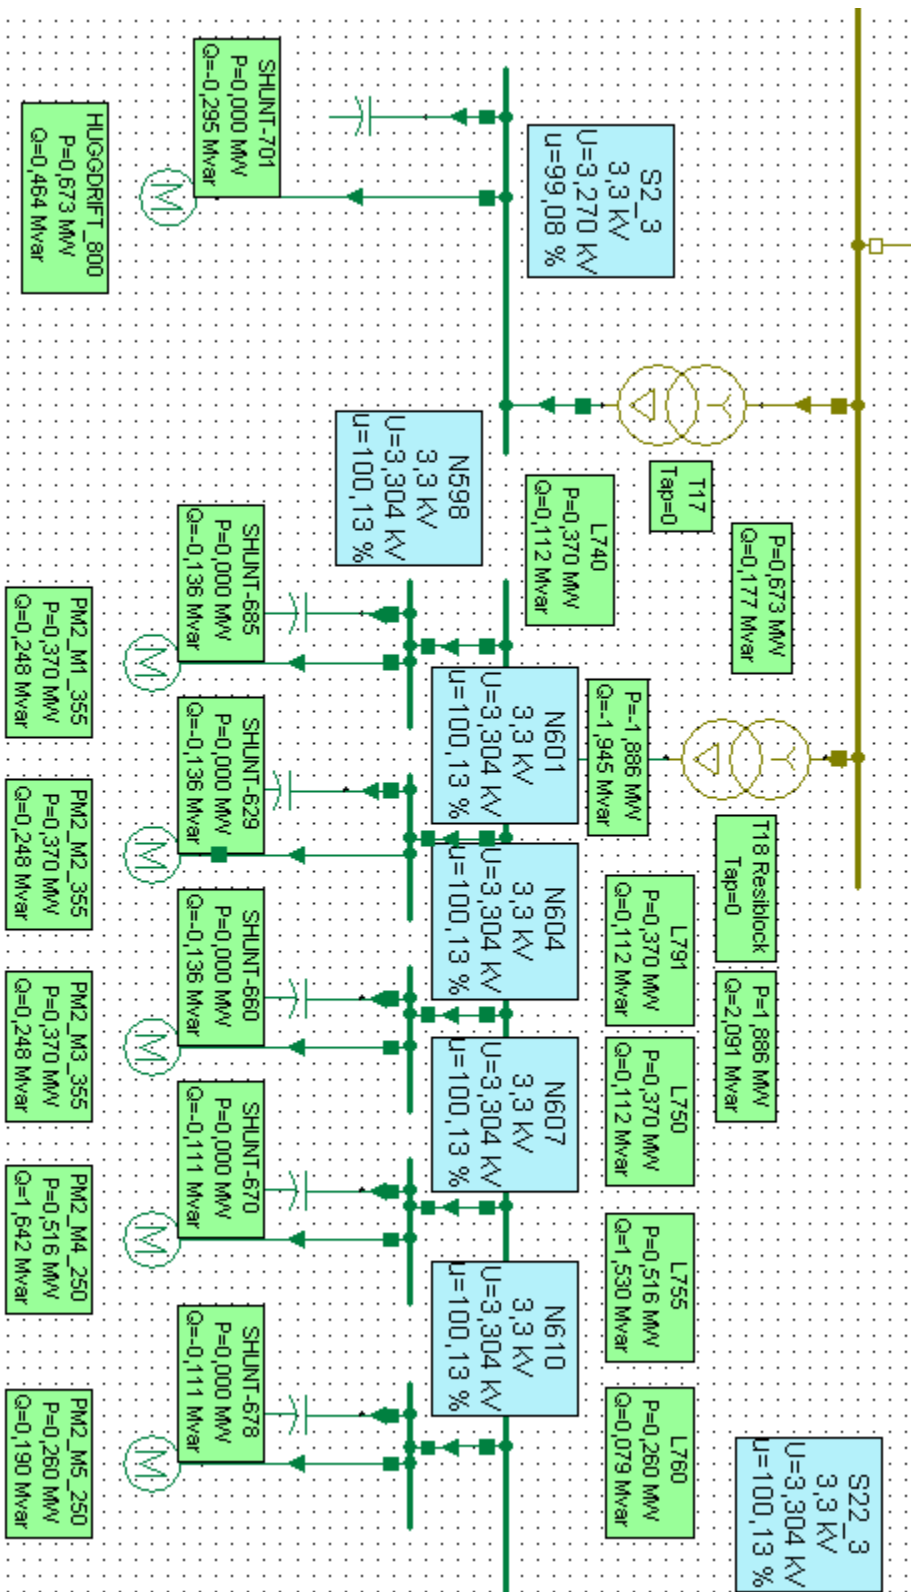 S22_3
3,3 kV
U=3,304 kV
u=100,13 %
P=0,673 MW
Q=0,177 Mvar
T18 Resiblock
Tap=0
P=1,886 MW
Q=2,091 Mvar
T17
Tap=0
S2_3
3,3 kV
U=3,270 kV
u=99,08 %
L740
P=0,370 MW
Q=0,112 Mvar
P=-1,886 MW
Q=-1,945 Mvar
L791
P=0,370 MW
Q=0,112 Mvar
L750
P=0,370 MW
Q=0,112 Mvar
L755
P=0,516 MW
Q=1,530 Mvar
L760
P=0,260 MW
Q=0,079 Mvar
N598
3,3 kV
U=3,304 kV
u=100,13 %
N601
3,3 kV
U=3,304 kV
u=100,13 %
N604
3,3 kV
U=3,304 kV
u=100,13 %
N607
3,3 kV
U=3,304 kV
u=100,13 %
N610
3,3 kV
U=3,304 kV
u=100,13 %
SHUNT-701
P=0,000 MW
Q=-0,295 Mvar
SHUNT-685
P=0,000 MW
Q=-0,136 Mvar
SHUNT-629
P=0,000 MW
Q=-0,136 Mvar
SHUNT-660
P=0,000 MW
Q=-0,136 Mvar
SHUNT-670
P=0,000 MW
Q=-0,111 Mvar
SHUNT-678
P=0,000 MW
Q=-0,111 Mvar
M
M
M
M
M
M
HUGGDRIFT_800
P=0,673 MW
Q=0,464 Mvar
PM2_M1_355
P=0,370 MW
Q=0,248 Mvar
PM2_M2_355
P=0,370 MW
Q=0,248 Mvar
PM2_M3_355
P=0,370 MW
Q=0,248 Mvar
PM2_M4_250
P=0,516 MW
Q=1,642 Mvar
PM2_M5_250
P=0,260 MW
Q=0,190 Mvar